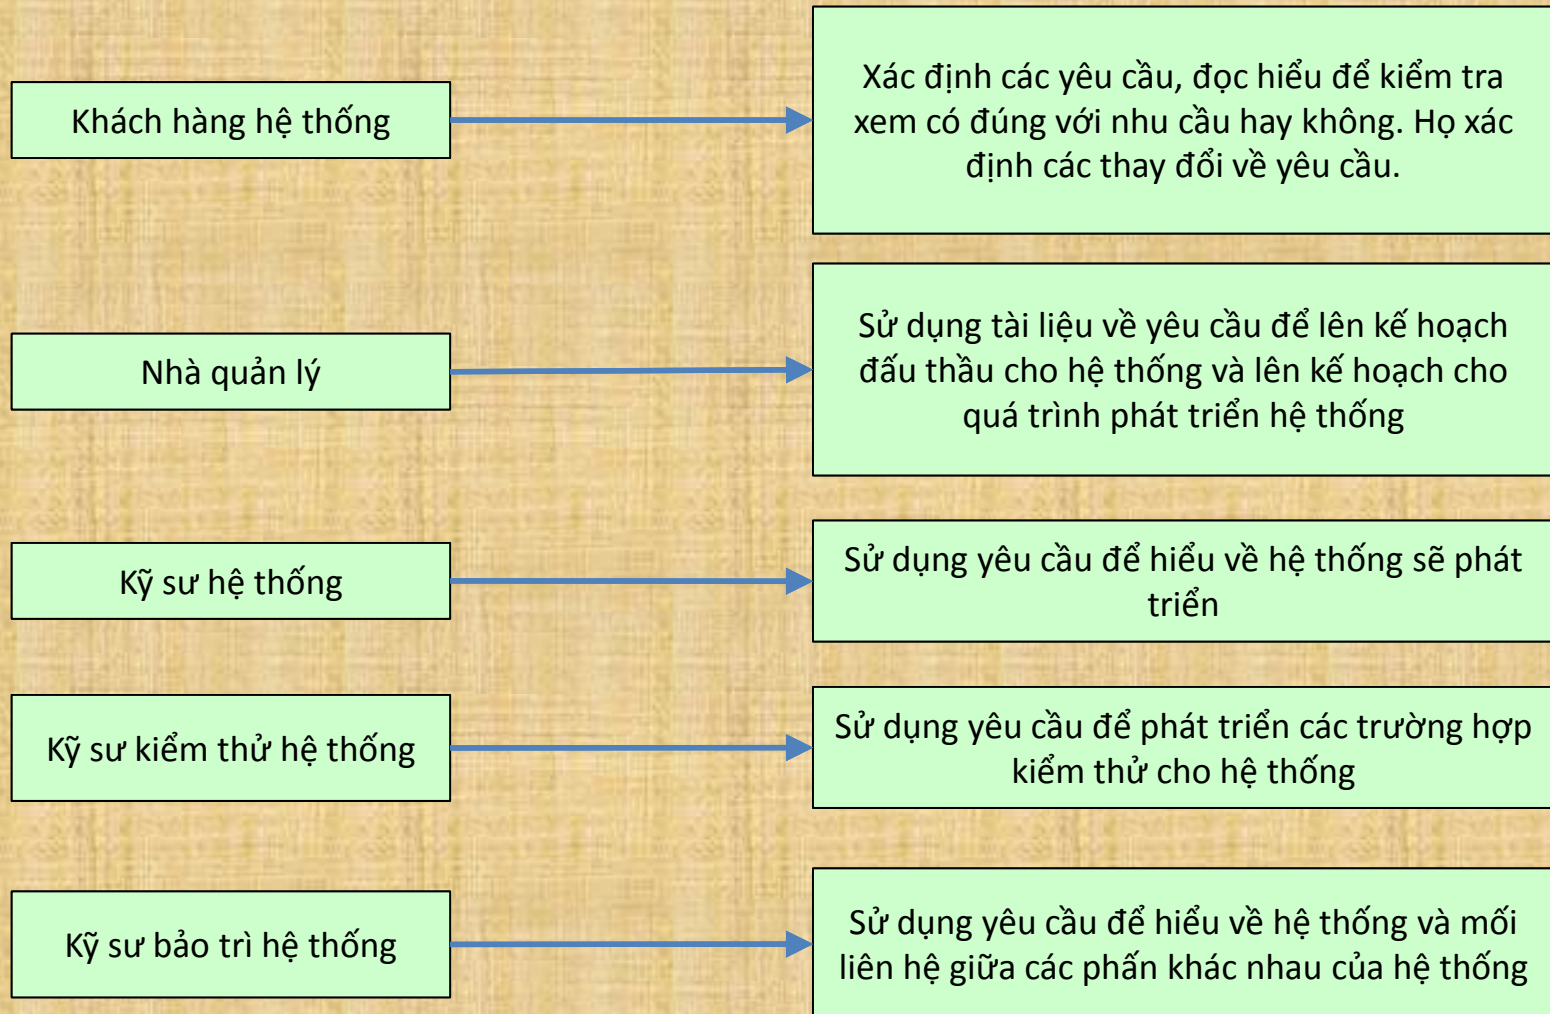 Khách hàng hệ thống
Xác định các yêu cầu, đọc hiểu để kiểm tra
xem có đúng với nhu cầu hay không. Họ xác
định các thay đổi về yêu cầu.
Nhà quản lý
Sử dụng tài liệu về yêu cầu để lên kế hoạch
đấu thầu cho hệ thống và lên kế hoạch cho
quá trình phát triển hệ thống
Kỹ sư hệ thống
Sử dụng yêu cầu để hiểu về hệ thống sẽ phát
triển
Kỹ sư kiểm thử hệ thống
Sử dụng yêu cầu để phát triển các trường hợp
kiểm thử cho hệ thống
Kỹ sư bảo trì hệ thống
Sử dụng yêu cầu để hiểu về hệ thống và mối
liên hệ giữa các phấn khác nhau của hệ thống